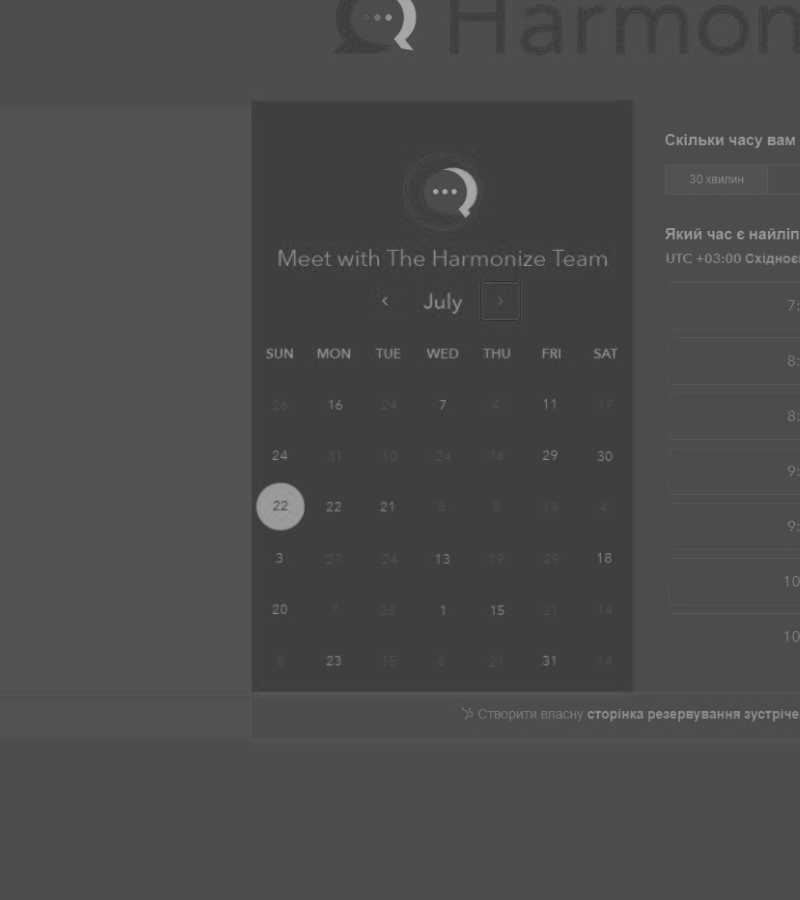 Harmon
Meet with The Harmonize Team
July
SUN MON TUE WED THU FRI SAT
26 16 24 7 4 11 17
24 31 10 24 16 29 30
22 22 21 5 8 19 4
3 27 24 13 19 29 18
20 7 25 1 15 21 14
8 23 15 6 21 31 14
Скільки часу вам
30 хвилин
Який час є найліп
UTC +03:00 Східноє
7:
8:
8:
9:
9:
10
10
Створити власну сторінка резервування зустріче